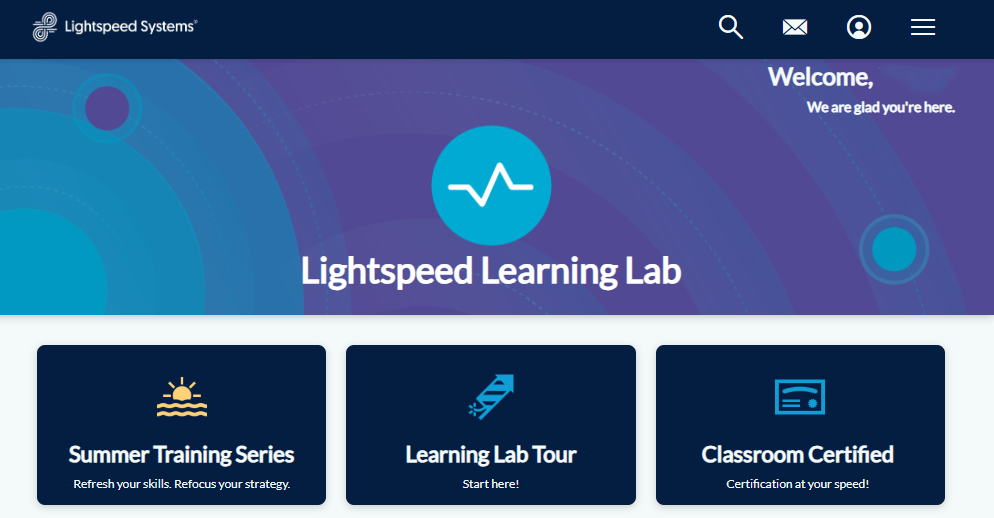 Lightspeed Systems®
Welcome,
We are glad you're here.
Lightspeed Learning Lab
Summer Training Series
Refresh your skills. Refocus your strategy.
Learning Lab Tour
Start here!
Classroom Certified
Certification at your speed!